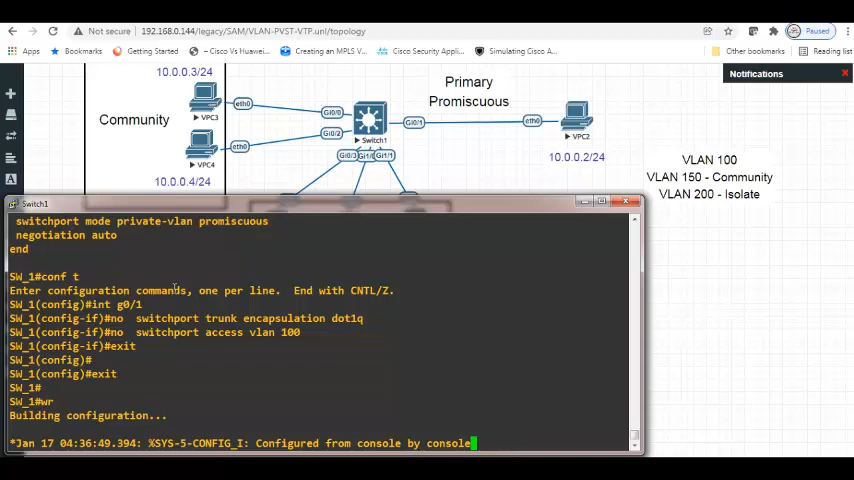 Not secure | 192.168.0.144/legacy/SAM/VLAN-PVST-VTP.unl/topology
Paused
Apps
Bookmarks
Getting Started
– Cisco Vs Huawei...
Creating an MPLS V...
Cisco Security Appli...
Simulating Cisco A...
Other bookmarks
Reading list
Notifications
10.0.0.3/24
Community
VPC3
eth0
Gi0/0
VPC4
eth0
Gi0/2
10.0.0.4/24
Switch1
Gi0/1
Gi0/3
Gi1/1
Primary
Promiscuous
eth0
VPC2
10.0.0.2/24
VLAN 100
VLAN 150 - Community
VLAN 200 - Isolate
Switch1
switchport mode private-vlan promiscuous
negotiation auto
end
SW_1#conf t
Enter configuration commands, one per line. End with CNTL/Z.
SW_1(config)#int g0/1
SW_1(config-if)#no switchport trunk encapsulation dot1q
SW_1(config-if)#no switchport access vlan 100
SW_1(config-if)#exit
SW_1(config)#
SW_1(config)#exit
SW_1#
SW_1#wr
Building configuration...
*Jan 17 04:36:49.394: %SYS-5-CONFIG_I: Configured from console by console